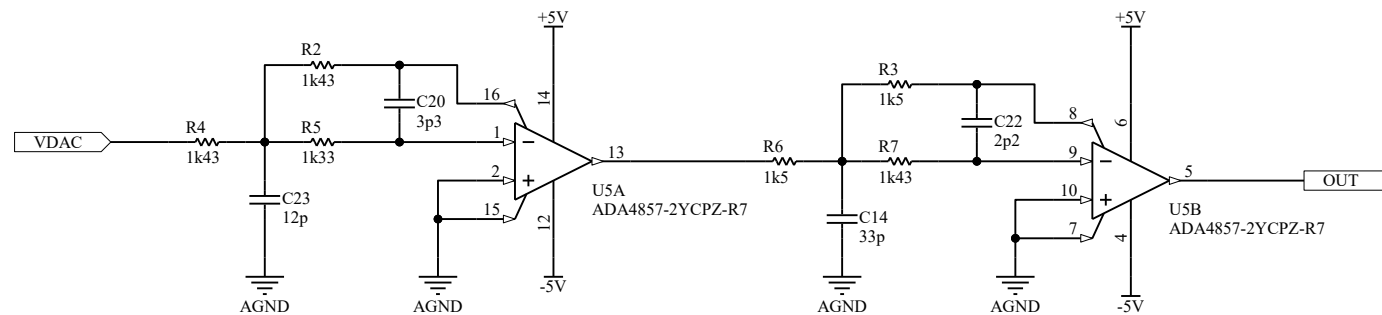 +5V
R2
1k43
16
14
C20
3p3
VDAC
R4
1k43
R5
1k33
1
13
2
C23
12p
15
12
U5A
ADA4857-2YCPZ-R7
AGND
AGND
-5V
+5V
R3
1k5
8
6
C22
2p2
R6
1k5
R7
1k43
9
5
OUT
10
C14
33p
7
4
U5B
ADA4857-2YCPZ-R7
AGND
AGND
-5V